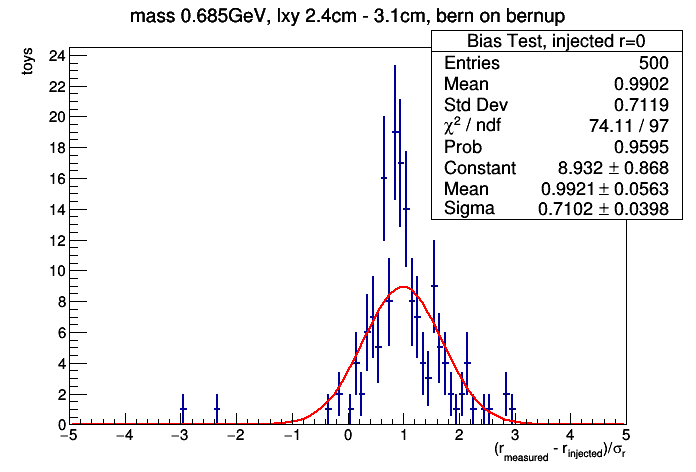 mass 0.685GeV, lxy 2.4cm - 3.1cm, bern on bernup
Bias Test, injected r=0
Entries 500
Mean 0.9902
Std Dev 0.7119
χ² / ndf 74.11 / 97
Prob 0.9595
Constant 8.932 ± 0.868
Mean 0.9921 ± 0.0563
Sigma 0.7102 ± 0.0398
toys
24
22
20
18
16
14
12
10
8
6
4
2
0
−5 −4 −3 −2 −1 0 1 2 3 4 5
(r_measured - r_injected)/σ_r